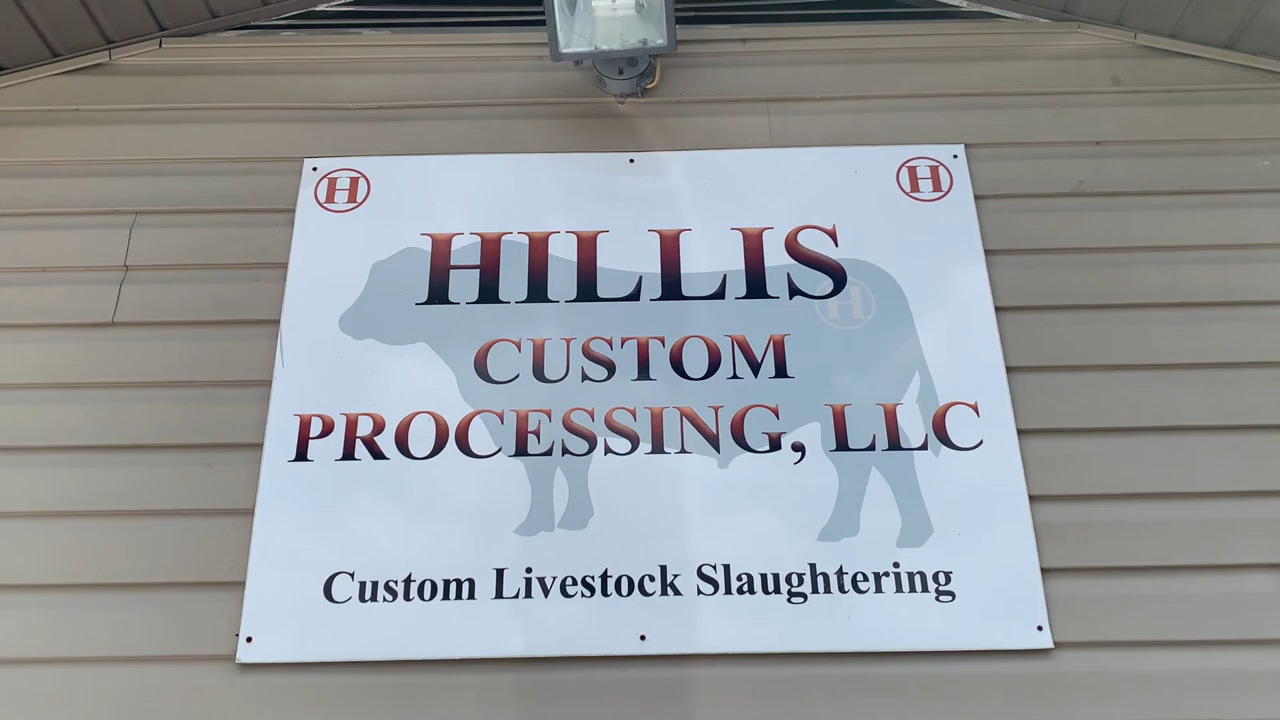 H H
HILLIS
H
CUSTOM
PROCESSING, LLC
Custom Livestock Slaughtering